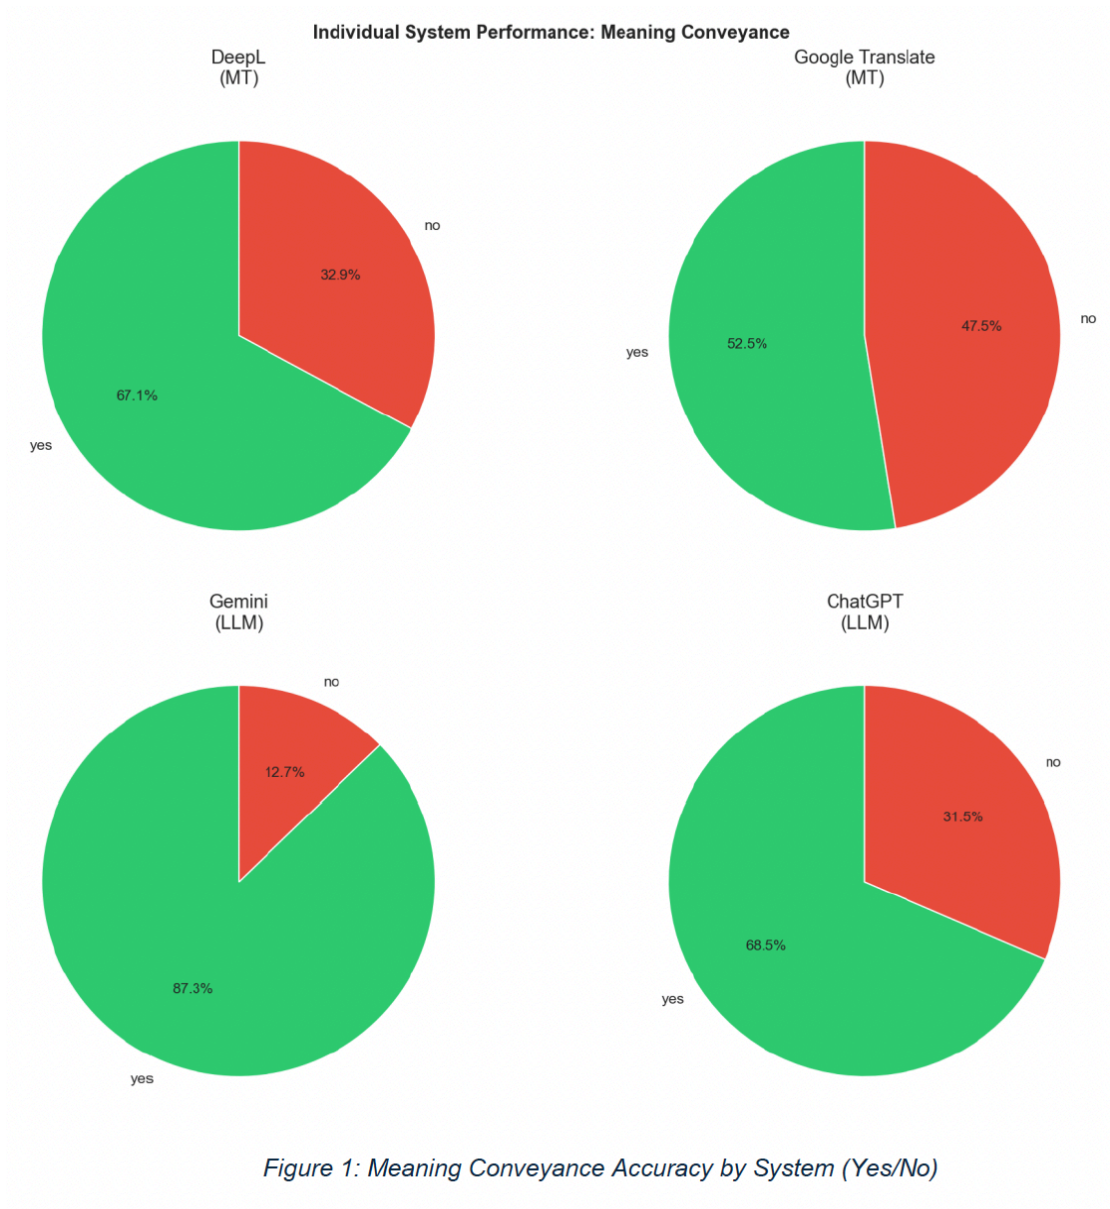 Individual System Performance: Meaning Conveyance
DeepL
(MT)
no
32.9%
67.1%
yes
Google Translate
(MT)
no
47.5%
52.5%
yes
Gemini
(LLM)
no
12.7%
87.3%
yes
ChatGPT
(LLM)
no
31.5%
68.5%
yes
Figure 1: Meaning Conveyance Accuracy by System (Yes/No)